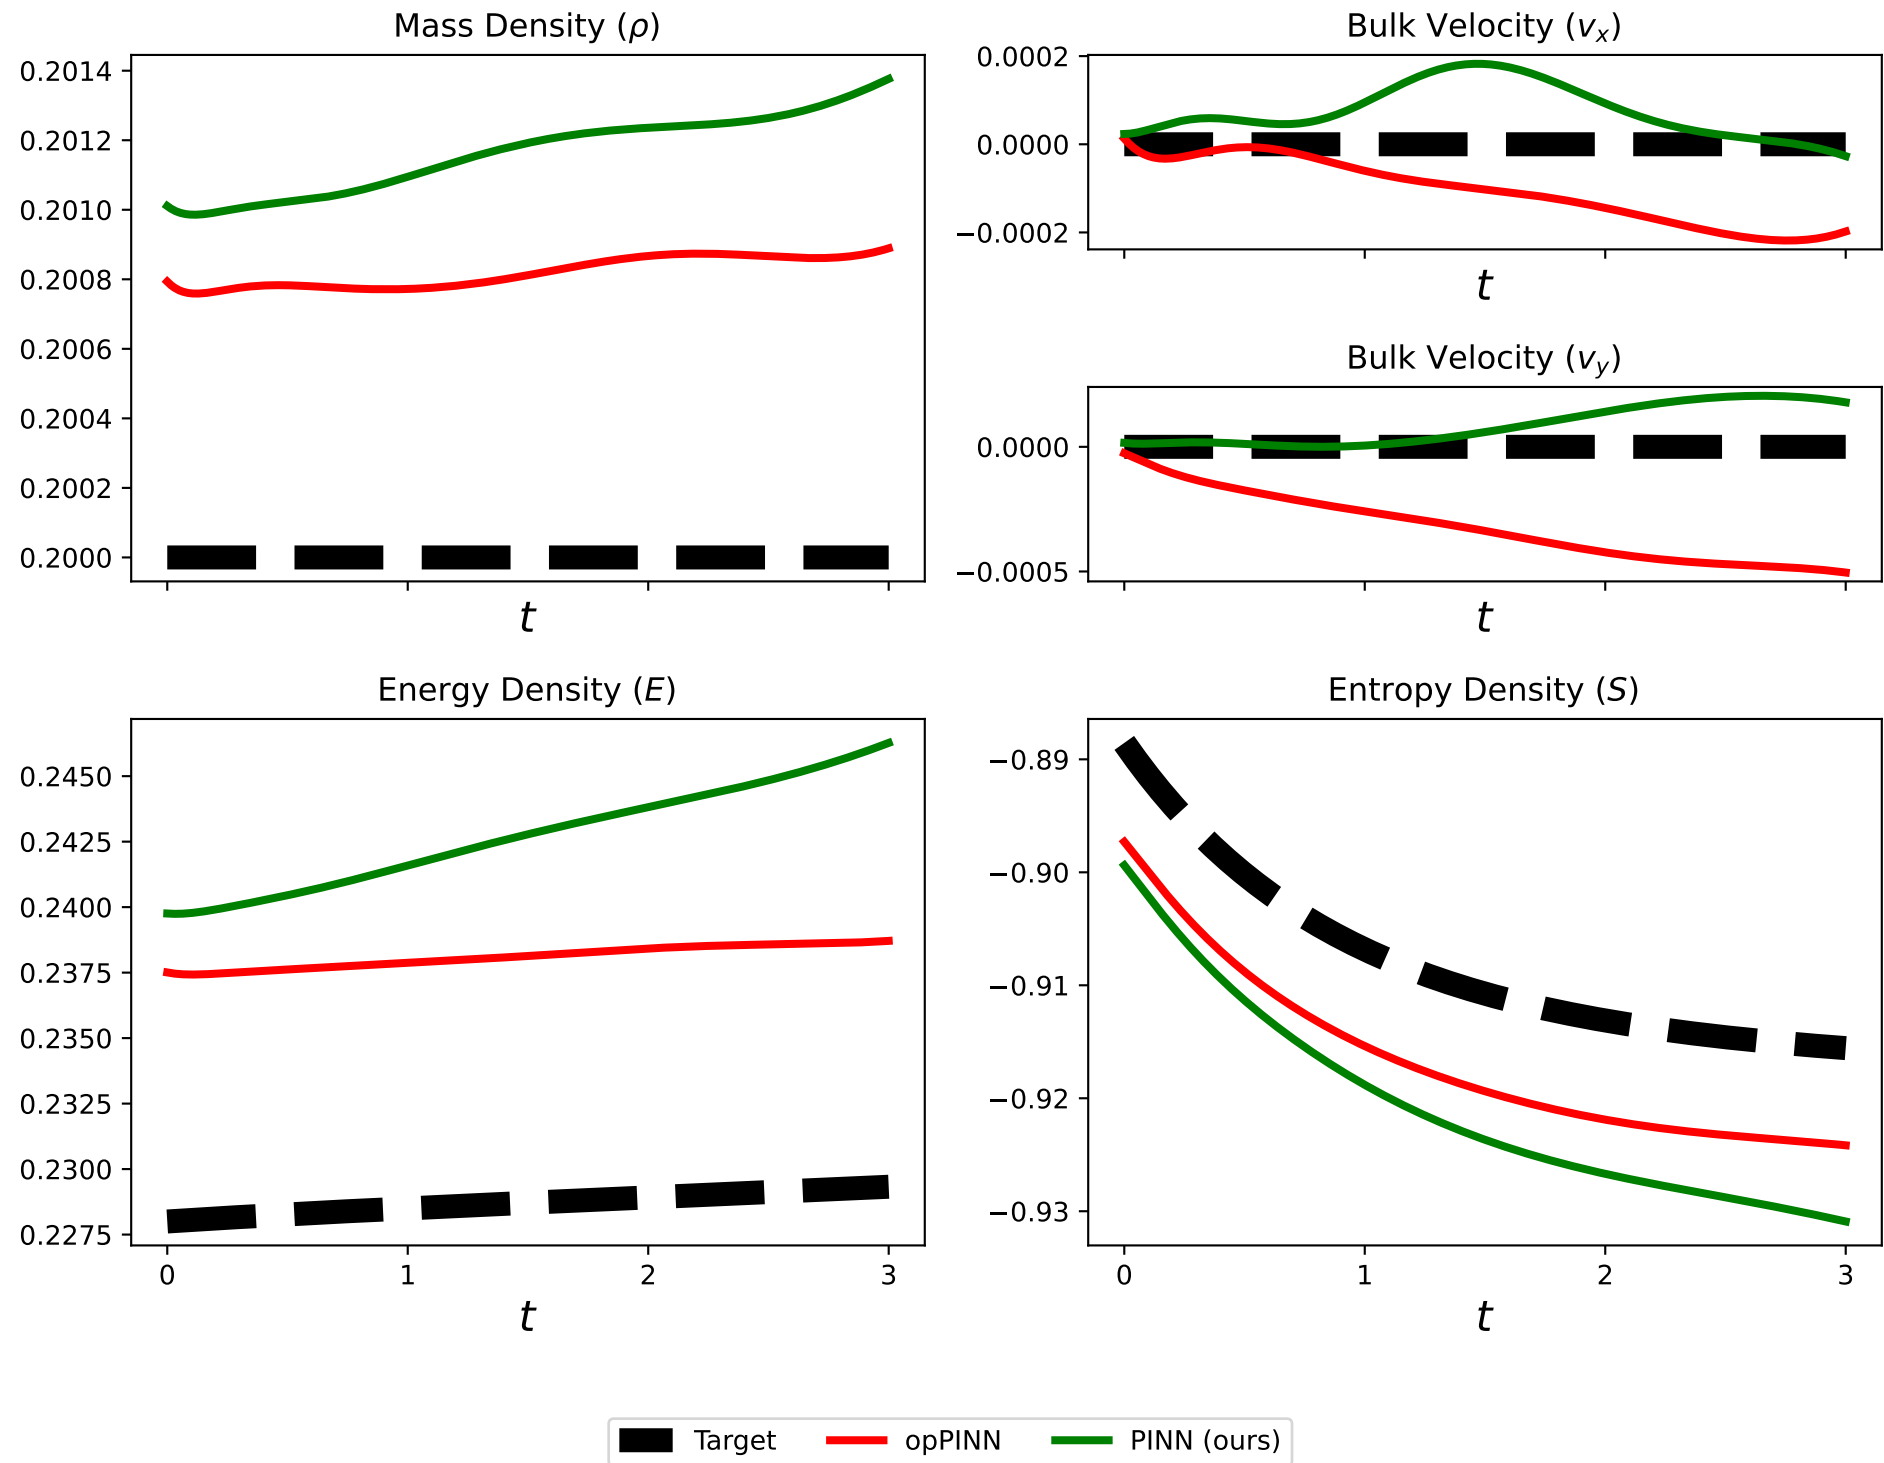 Mass Density (ρ)
0.2014
0.2012
0.2010
0.2008
0.2006
0.2004
0.2002
0.2000
t
Bulk Velocity (vₓ)
0.0002
0.0000
−0.0002
t
Bulk Velocity (v_y)
0.0000
−0.0005
t
Energy Density (E)
0.2450
0.2425
0.2400
0.2375
0.2350
0.2325
0.2300
0.2275
0 1 2 3
t
Entropy Density (S)
−0.89
−0.90
−0.91
−0.92
−0.93
0 1 2 3
t
Target opPINN PINN (ours)